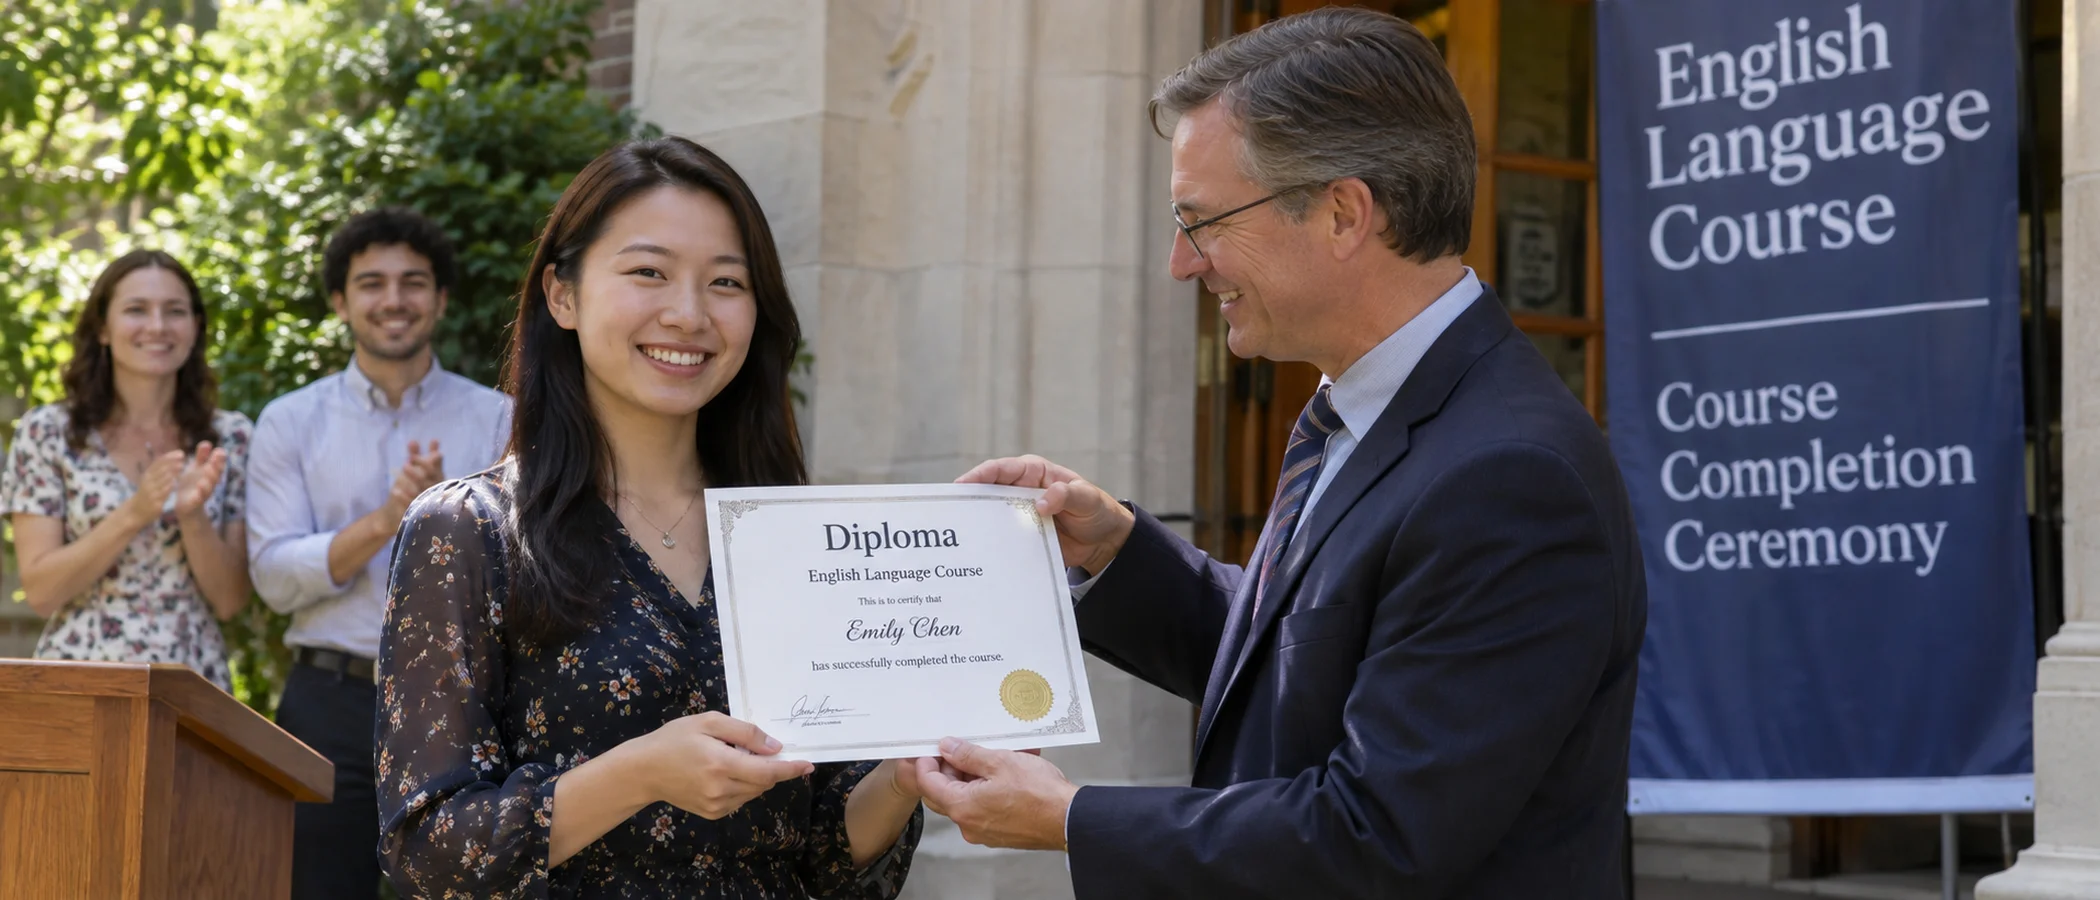 English
Language
Course
Course
Completion
Ceremony
Diploma
English Language Course
This is to certify that
Emily Chen
has successfully completed the course.